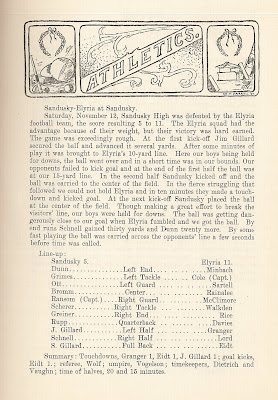 ATHLETICS.
Sandusky-Elyria at Sandusky.
Saturday, November 12, Sandusky High was defeated by the Elyria
football team, the score resulting 5 to 11. The Elyria squad had the
advantage because of their weight, but their victory was hard earned.
The game was exceedingly rough. At the first kick-off Jim Gillard
secured the ball and advanced it several yards. After some minutes of
play it was brought to Elyria's 10-yard line. Here our boys being held
for downs, the ball went over and in a short time was in our bounds. Our
opponents failed to kick goal and at the end of the first half the ball was
at our 15-yard line. In the second half Sandusky kicked off and the
ball was carried to the center of the field. In the fierce struggling that
followed we could not hold Elyria and in ten minutes they made a touch-
down and kicked goal. At the next kick-off Sandusky placed the ball
at the center of the field. Though making a great effort to break the
visitors' line, our boys were held for downs. The ball was getting dan-
gerously close to our goal when Elyria fumbled and we got the ball. By
end runs Schnell gained thirty yards and Dunn twenty more. By some
fast playing the ball was carried across the opponents' line a few seconds
before time was called.
Line-up:
Sandusky 5. Elyria 11.
Dunn Left End Minbach
Grimes Left Tackle Cole (Capt.)
Ott Left Guard Sartell
Bromm Center Rainslee
Ransom (Capt.) Right Guard McClimore
Scherer Right Tackle Walkden
Greiner Right End Rice
Rupp Quarterback Davies
J. Gillard Left Half Granger
Schnell Right Half Lord
S. Gillard Full Back Eidt
Summary: Touchdowns, Granger 1, Eidt 1, J. Gillard 1; goal kicks,
Eidt 1.; referee, Wolf; umpire, Vogelson; timekeepers, Dietrich and
Vaughn; time of halves, 20 and 15 minutes.